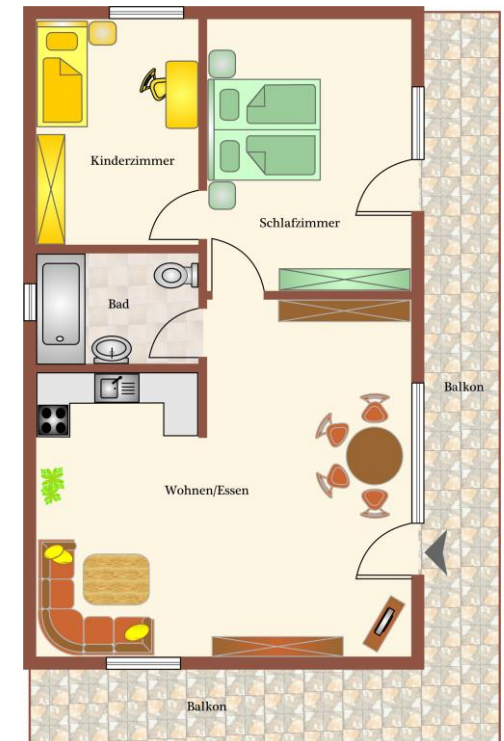 Kinderzimmer
Schlafzimmer
Bad
Balkon
Wohnen/Essen
Balkon